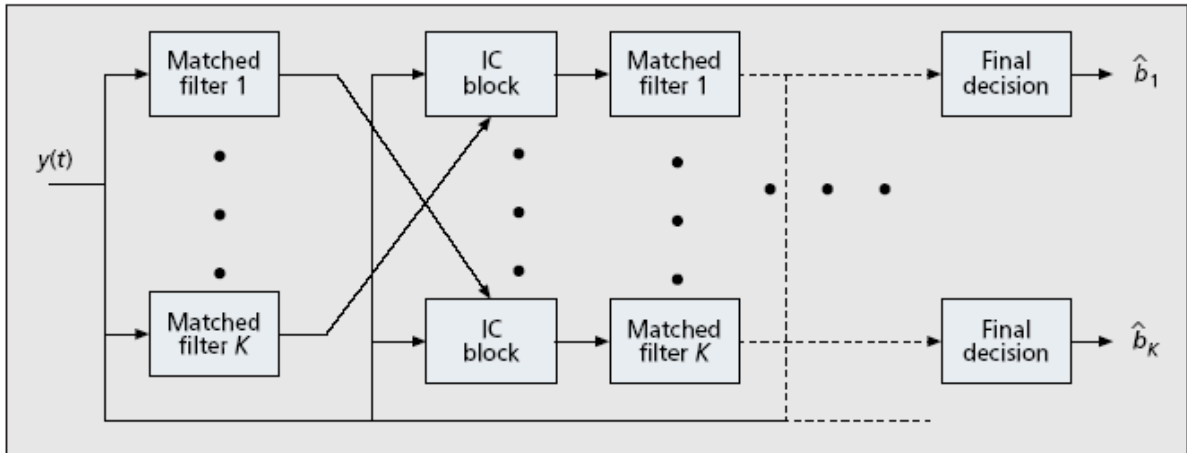 Matched
filter 1
IC
block
Matched
filter 1
Final
decision
b̂₁
y(t)
Matched
filter K
IC
block
Matched
filter K
Final
decision
b̂_K